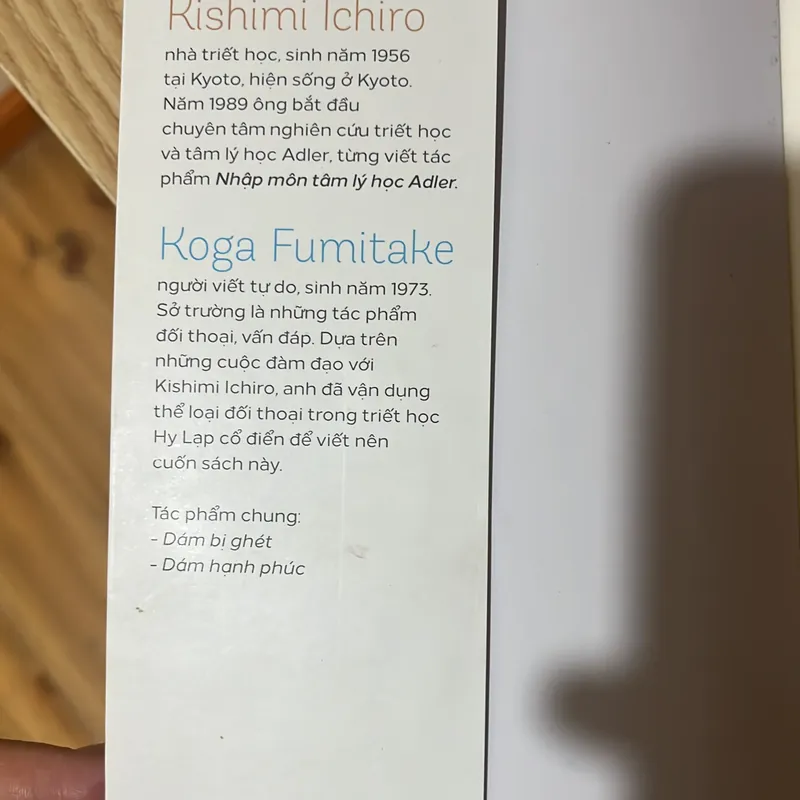 Kishimi Ichiro
nhà triết học, sinh năm 1956
tại Kyoto, hiện sống ở Kyoto.
Năm 1989 ông bắt đầu
chuyên tâm nghiên cứu triết học
và tâm lý học Adler, từng viết tác
phẩm Nhập môn tâm lý học Adler.
Koga Fumitake
người viết tự do, sinh năm 1973.
Sở trường là những tác phẩm
đối thoại, vấn đáp. Dựa trên
những cuộc đàm đạo với
Kishimi Ichiro, anh đã vận dụng
thể loại đối thoại trong triết học
Hy Lạp cổ điển để viết nên
cuốn sách này.
Tác phẩm chung:
- Dám bị ghét
- Dám hạnh phúc